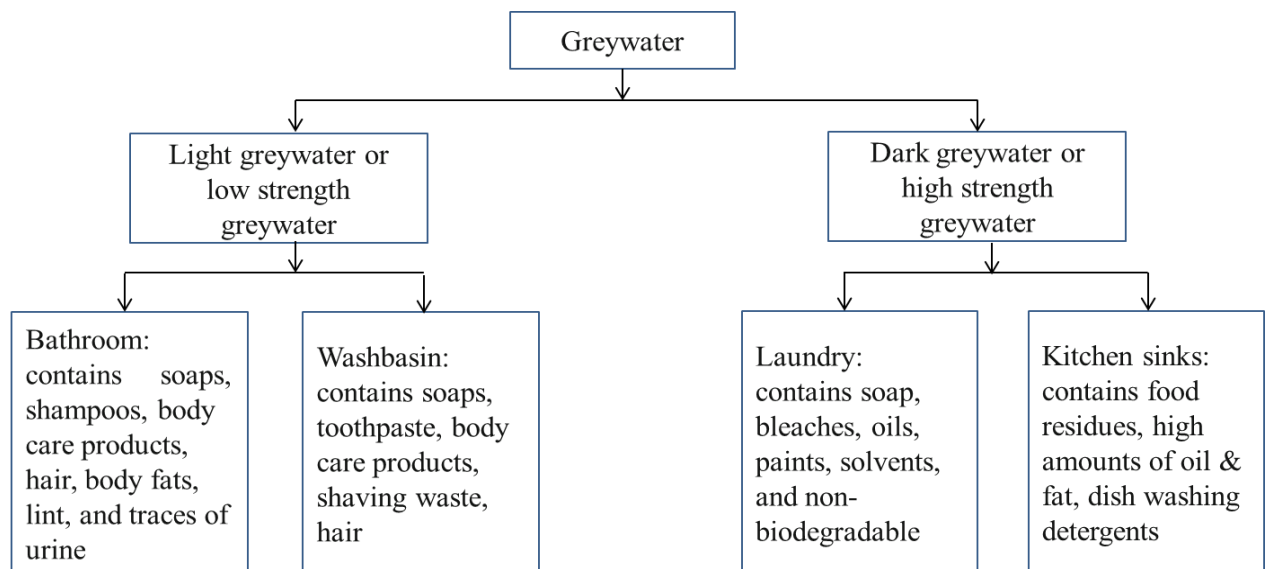 Greywater
Light greywater or
low strength
greywater
Dark greywater or
high strength
greywater
Bathroom:
contains soaps,
shampoos, body
care products,
hair, body fats,
lint, and traces of
urine
Washbasin:
contains soaps,
toothpaste, body
care products,
shaving waste,
hair
Laundry:
contains soap,
bleaches, oils,
paints, solvents,
and non-
biodegradable
Kitchen sinks:
contains food
residues, high
amounts of oil &
fat, dish washing
detergents